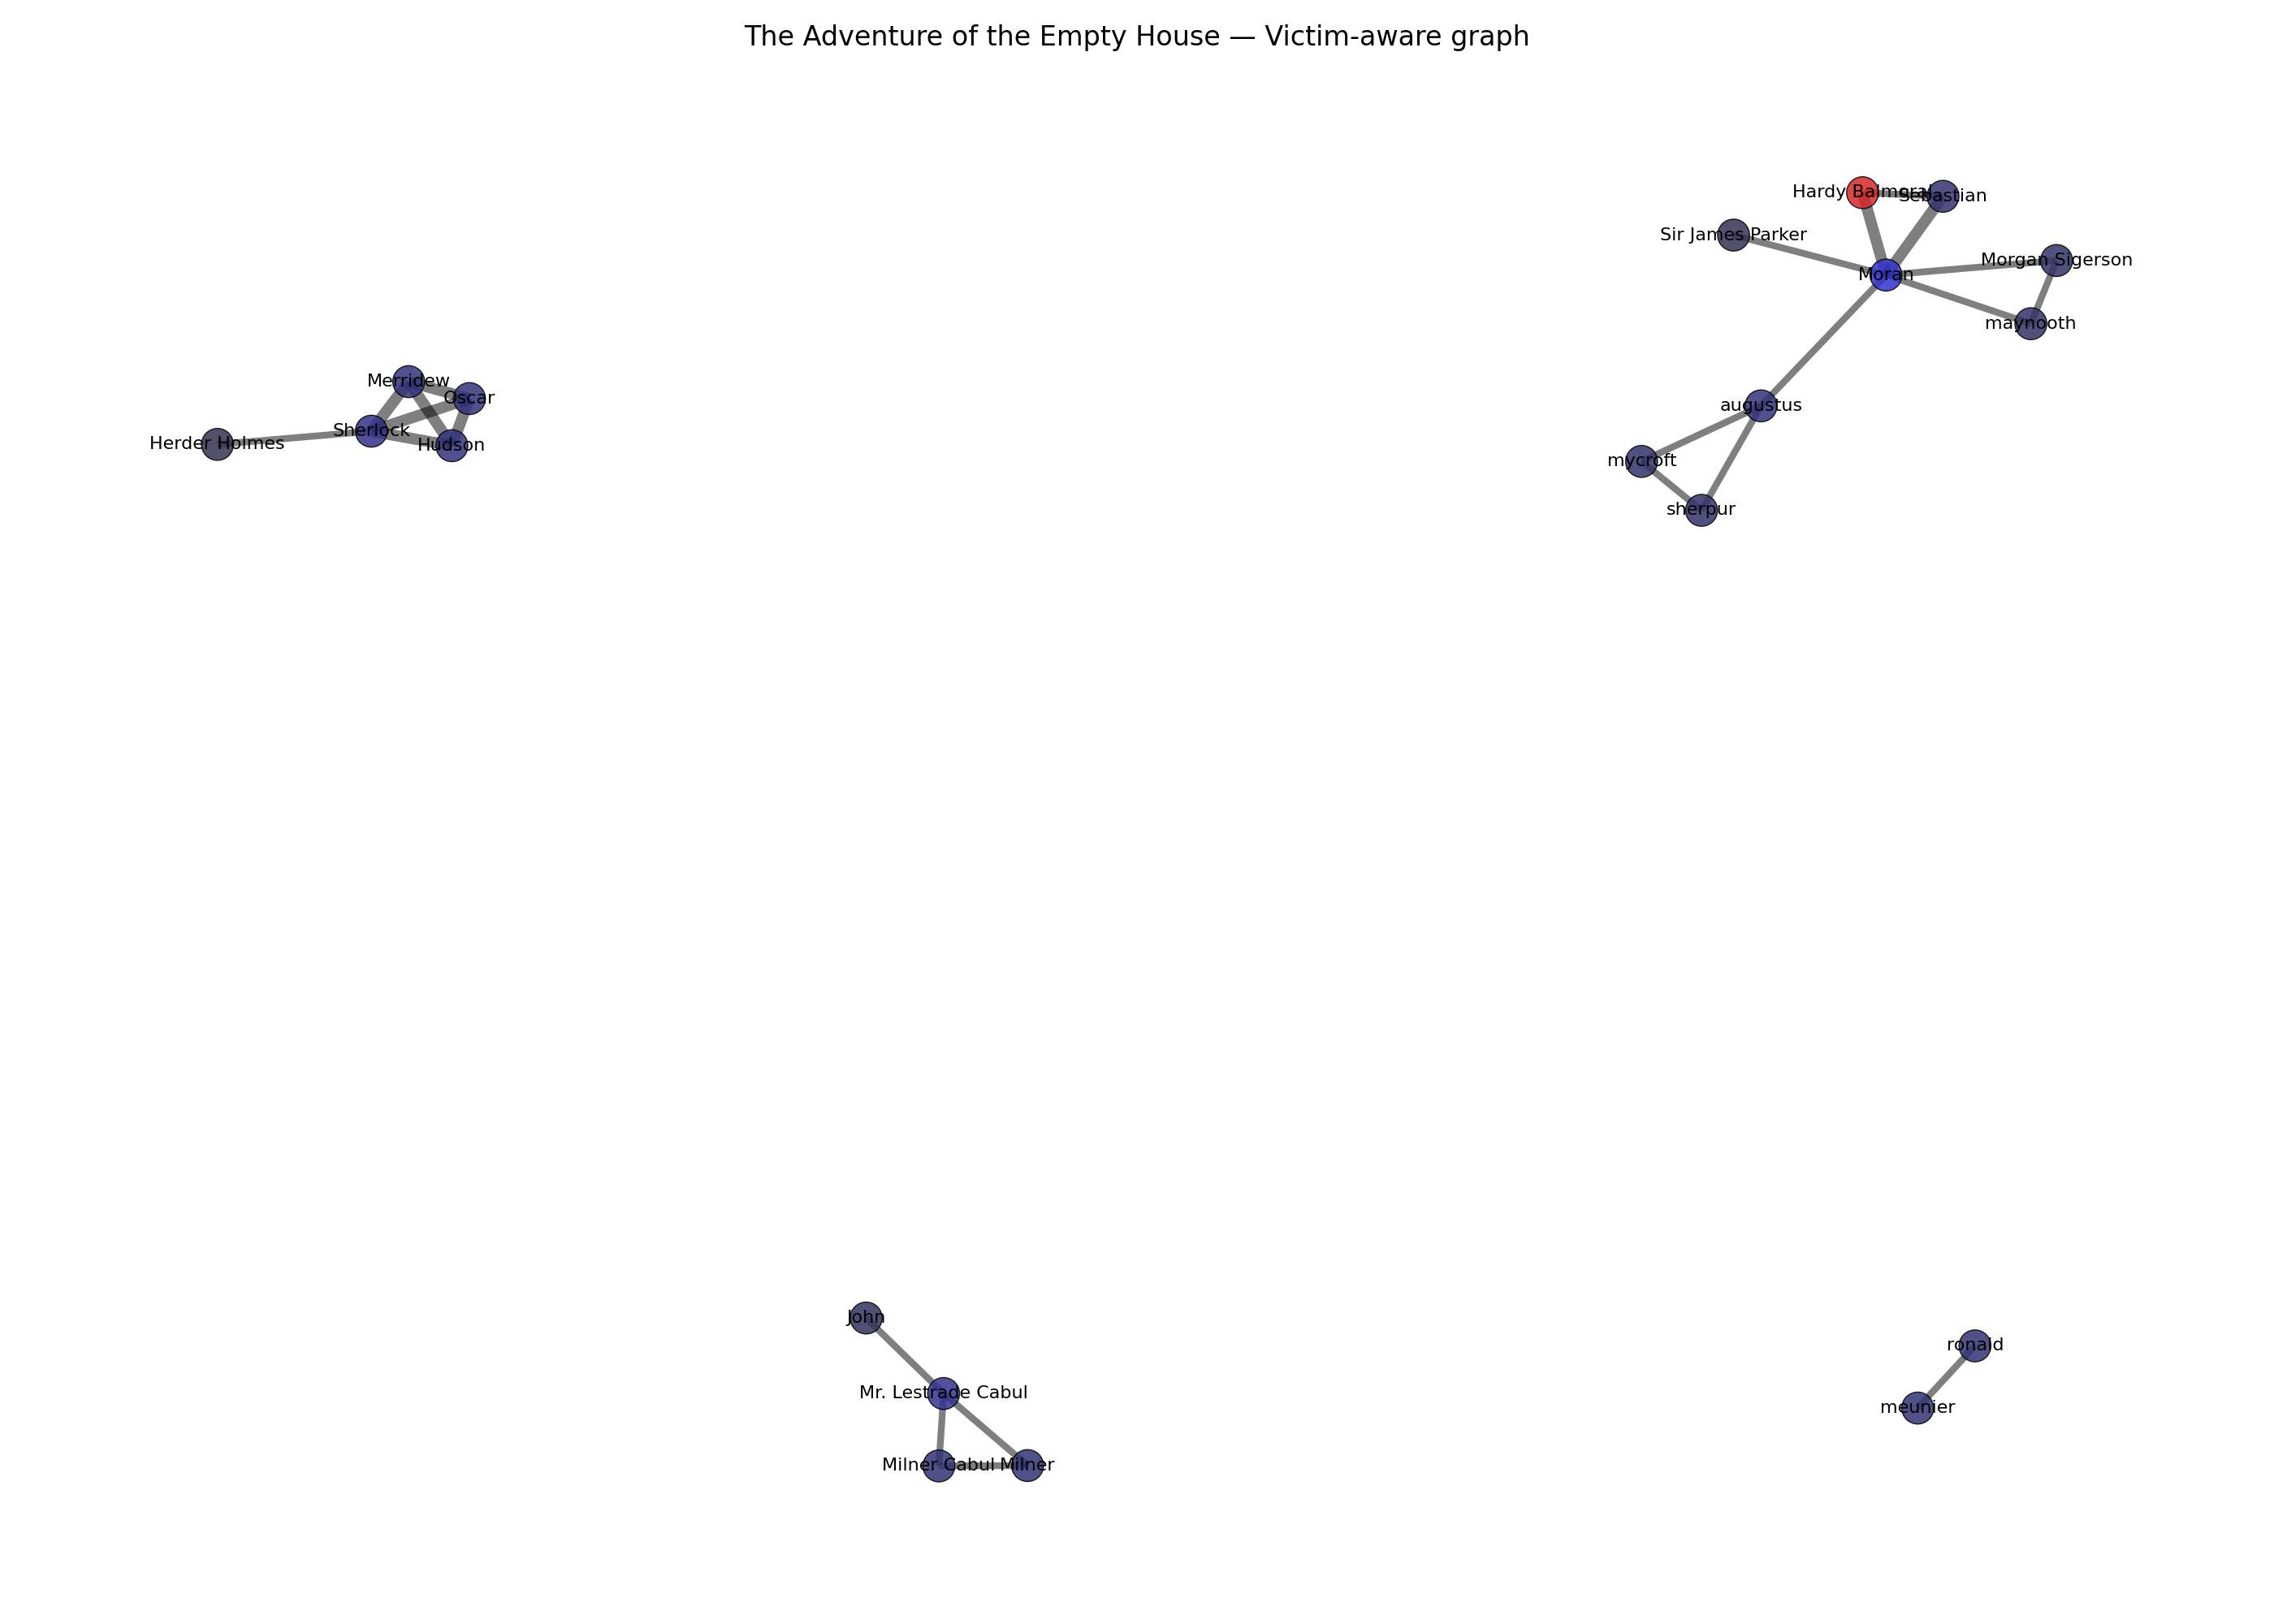 The Adventure of the Empty House — Victim-aware graph
Hardy Balmoral
Sebastian
Sir James Parker
Morgan Sigerson
Moran
maynooth
Merridew
Oscar
augustus
Sherlock
Herder Holmes
Hudson
mycroft
sherpur
John
ronald
Mr. Lestrade Cabul
meunier
Milner Cabul
Milner